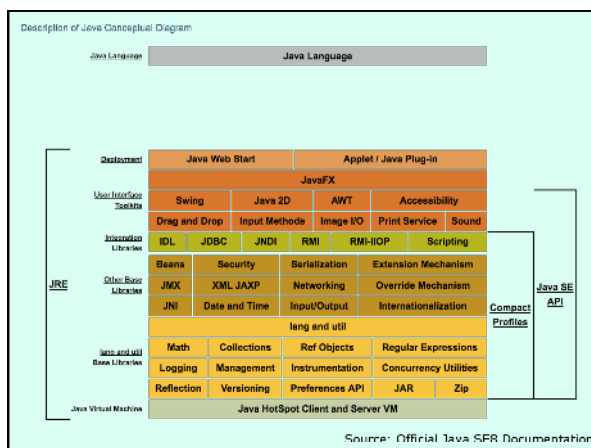 Description of Java Conceptual Diagram
Java Language Java Language
Deployment Java Web Start Applet / Java Plug-in
JavaFX
User Interface Toolkits Swing Java 2D AWT Accessibility
Drag and Drop Input Methode Image I/O Print Service Sound
Integration Libraries IDL JDBC JNDI RMI RMI-IIOP Scripting
JRE
Other Base Libraries Beans Security Serialization Extension Mechanism
JMX XML JAXP Networking Override Mechanism
JNI Date and Time Input/Output Internationalization
Java SE API
Compact Profiles
lang and util
lang and util Base Libraries Math Collections Ref Objects Regular Expressions
Logging Management Instrumentation Concurrency Utilities
Reflection Versioning Preferences API JAR Zip
Java Virtual Machine Java HotSpot Client and Server VM
Source: Official Java SE8 Documentation